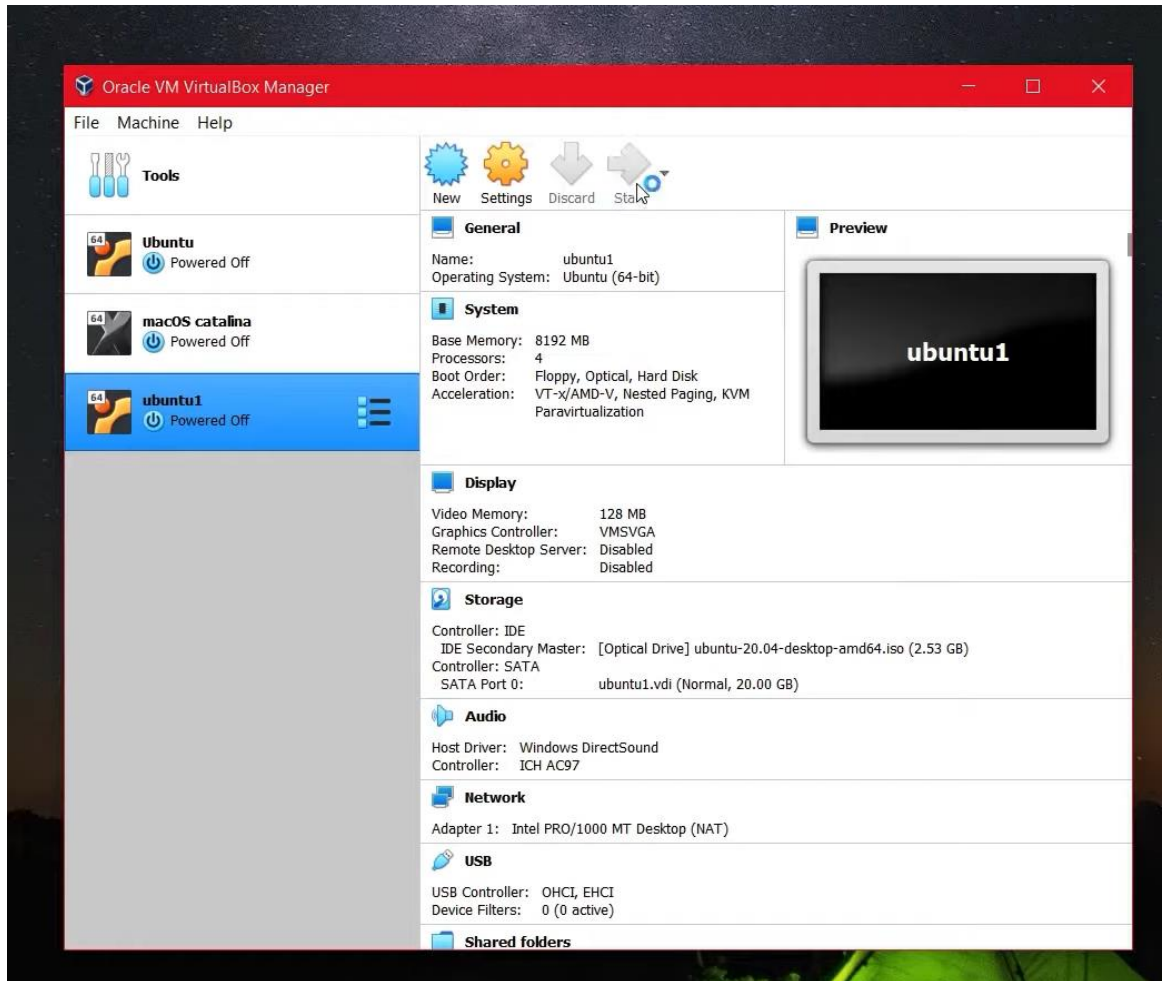 Oracle VM VirtualBox Manager
File Machine Help
Tools
New Settings Discard
64
Ubuntu
Powered Off
64
macOS catalina
Powered Off
64
ubuntu1
Powered Off
General
Name: ubuntu1
Operating System: Ubuntu (64-bit)
System
Base Memory: 8192 MB
Processors: 4
Boot Order: Floppy, Optical, Hard Disk
Acceleration: VT-x/AMD-V, Nested Paging, KVM
Paravirtualization
Preview
ubuntu1
Display
Video Memory: 128 MB
Graphics Controller: VMSVGA
Remote Desktop Server: Disabled
Recording: Disabled
Storage
Controller: IDE
IDE Secondary Master: [Optical Drive] ubuntu-20.04-desktop-amd64.iso (2.53 GB)
Controller: SATA
SATA Port 0: ubuntu1.vdi (Normal, 20.00 GB)
Audio
Host Driver: Windows DirectSound
Controller: ICH AC97
Network
Adapter 1: Intel PRO/1000 MT Desktop (NAT)
USB
USB Controller: OHCI, EHCI
Device Filters: 0 (0 active)
Shared folders